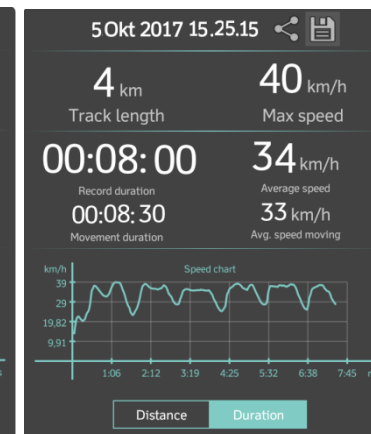 5 Okt 2017 15.25.15
4 km
40 km/h
Track length
Max speed
00:08:00
34 km/h
Record duration
Average speed
00:08:30
33 km/h
Movement duration
Avg. speed moving
km/h
Speed chart
39
29
19,82
9,91
1:06 2:12 3:19 4:25 5:32 6:38 7:45
Distance
Duration